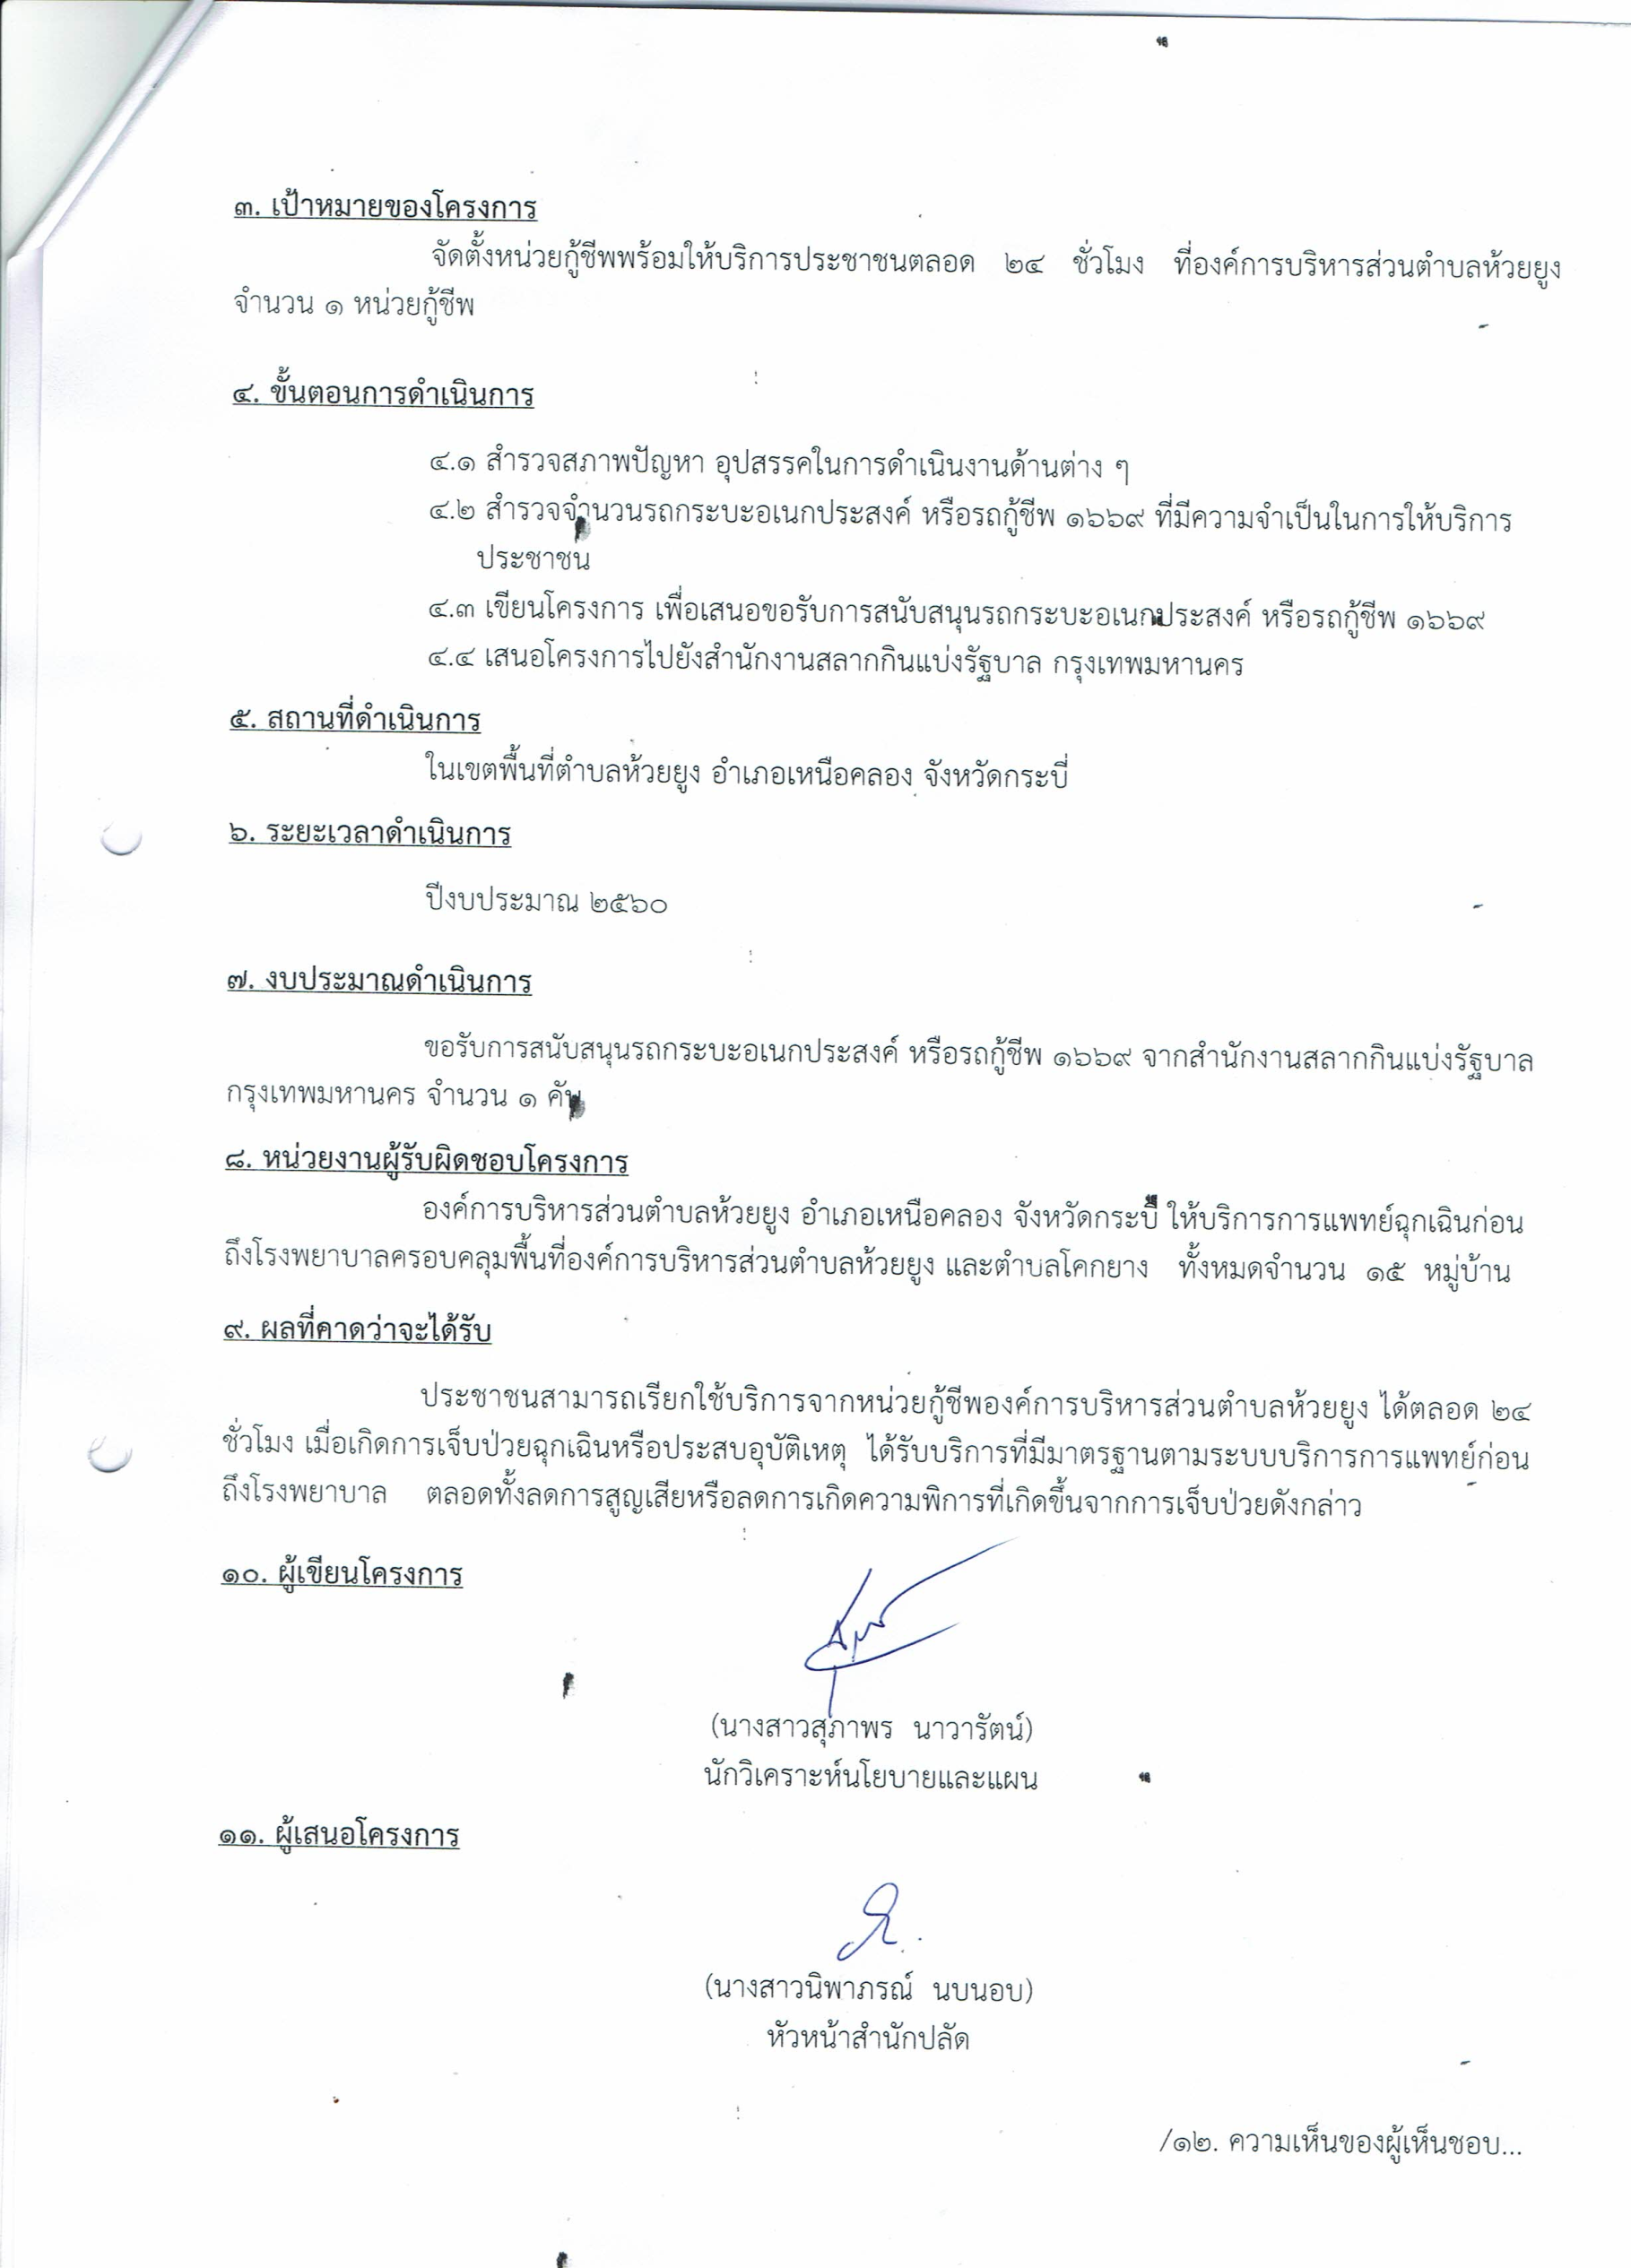 ๓. เป้าหมายของโครงการ
จัดตั้งหน่วยกู้ชีพพร้อมให้บริการประชาชนตลอด ๒๔ ชั่วโมง ที่องค์การบริหารส่วนตำบลห้วยยูง
จำนวน ๑ หน่วยกู้ชีพ
๔. ขั้นตอนการดำเนินการ
๔.๑ สำรวจสภาพปัญหา อุปสรรคในการดำเนินงานด้านต่าง ๆ
๔.๒ สำรวจจำนวนรถกระบะอเนกประสงค์ หรือรถกู้ชีพ ๑๖๖๙ ที่มีความจำเป็นในการให้บริการ
ประชาชน
๔.๓ เขียนโครงการ เพื่อเสนอขอรับการสนับสนุนรถกระบะอเนกประสงค์ หรือรถกู้ชีพ ๑๖๖๙
๔.๔ เสนอโครงการไปยังสำนักงานสลากกินแบ่งรัฐบาล กรุงเทพมหานคร
๕. สถานที่ดำเนินการ
ในเขตพื้นที่ตำบลห้วยยูง อำเภอเหนือคลอง จังหวัดกระบี่
๖. ระยะเวลาดำเนินการ
ปีงบประมาณ ๒๕๖๐
๗. งบประมาณดำเนินการ
ขอรับการสนับสนุนรถกระบะอเนกประสงค์ หรือรถกู้ชีพ ๑๖๖๙ จากสำนักงานสลากกินแบ่งรัฐบาล
กรุงเทพมหานคร จำนวน ๑ คัน
๘. หน่วยงานผู้รับผิดชอบโครงการ
องค์การบริหารส่วนตำบลห้วยยูง อำเภอเหนือคลอง จังหวัดกระบี่ ให้บริการการแพทย์ฉุกเฉินก่อน
ถึงโรงพยาบาลครอบคลุมพื้นที่องค์การบริหารส่วนตำบลห้วยยูง และตำบลโคกยาง ทั้งหมดจำนวน ๑๕ หมู่บ้าน
๙. ผลที่คาดว่าจะได้รับ
ประชาชนสามารถเรียกใช้บริการจากหน่วยกู้ชีพองค์การบริหารส่วนตำบลห้วยยูง ได้ตลอด ๒๔
ชั่วโมง เมื่อเกิดการเจ็บป่วยฉุกเฉินหรือประสบอุบัติเหตุ ได้รับบริการที่มีมาตรฐานตามระบบบริการการแพทย์ก่อน
ถึงโรงพยาบาล ตลอดทั้งลดการสูญเสียหรือลดการเกิดความพิการที่เกิดขึ้นจากการเจ็บป่วยดังกล่าว
๑๐. ผู้เขียนโครงการ
(นางสาวสุภาพร นาวารัตน์)
นักวิเคราะห์นโยบายและแผน
๑๑. ผู้เสนอโครงการ
(นางสาวนิพาภรณ์ นบนอบ)
หัวหน้าสำนักปลัด
/๑๒. ความเห็นของผู้เห็นชอบ...